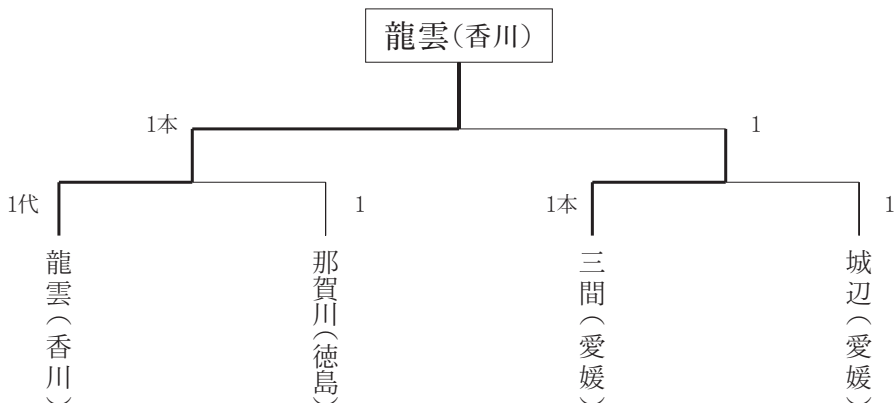 龍雲(香川)
1本
1
1代
1
1本
1
龍雲(香川)
那賀川(徳島)
三間(愛媛)
城辺(愛媛)